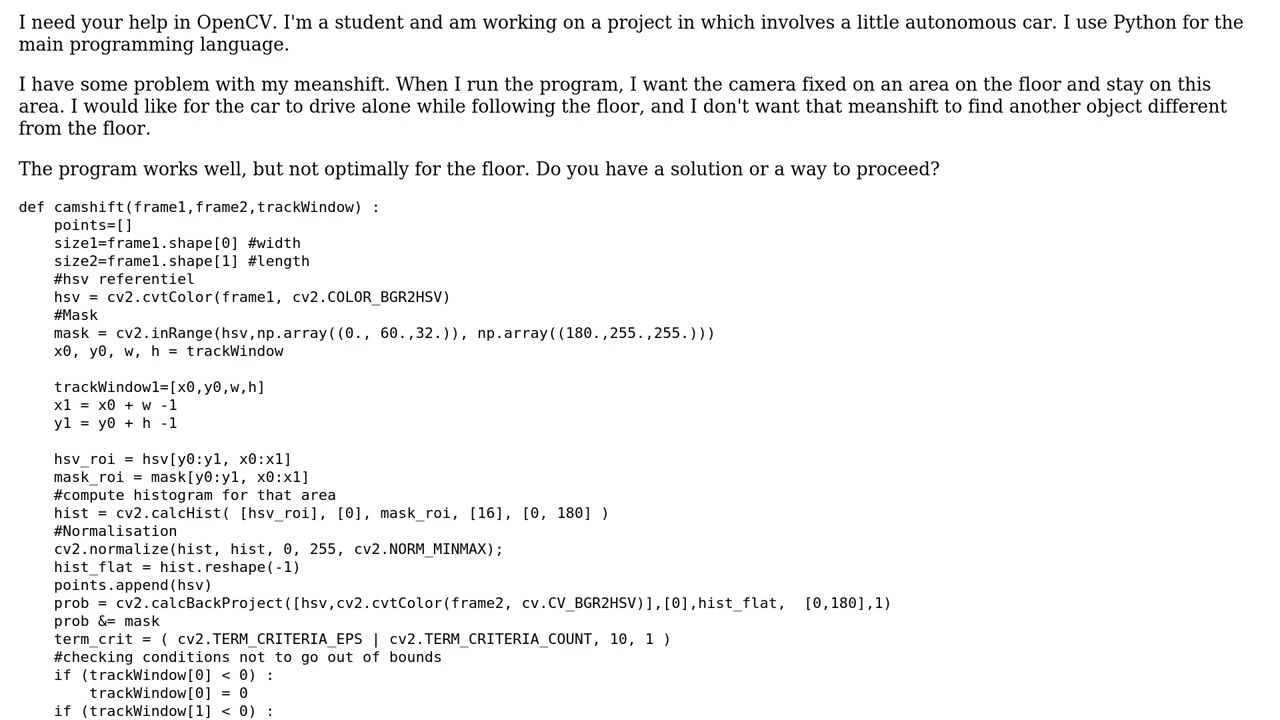 I need your help in OpenCV. I'm a student and am working on a project in which involves a little autonomous car. I use Python for the
main programming language.
I have some problem with my meanshift. When I run the program, I want the camera fixed on an area on the floor and stay on this
area. I would like for the car to drive alone while following the floor, and I don't want that meanshift to find another object different
from the floor.
The program works well, but not optimally for the floor. Do you have a solution or a way to proceed?
def camshift(frame1,frame2,trackWindow) :
    points=[]
    size1=frame1.shape[0] #width
    size2=frame1.shape[1] #length
    #hsv referentiel
    hsv = cv2.cvtColor(frame1, cv2.COLOR_BGR2HSV)
    #Mask
    mask = cv2.inRange(hsv,np.array((0., 60.,32.)), np.array((180.,255.,255.)))
    x0, y0, w, h = trackWindow
    trackWindow1=[x0,y0,w,h]
    x1 = x0 + w -1
    y1 = y0 + h -1
    hsv_roi = hsv[y0:y1, x0:x1]
    mask_roi = mask[y0:y1, x0:x1]
    #compute histogram for that area
    hist = cv2.calcHist( [hsv_roi], [0], mask_roi, [16], [0, 180] )
    #Normalisation
    cv2.normalize(hist, hist, 0, 255, cv2.NORM_MINMAX);
    hist_flat = hist.reshape(-1)
    points.append(hsv)
    prob = cv2.calcBackProject([hsv,cv2.cvtColor(frame2, cv.CV_BGR2HSV)],[0],hist_flat,  [0,180],1)
    prob &= mask
    term_crit = ( cv2.TERM_CRITERIA_EPS | cv2.TERM_CRITERIA_COUNT, 10, 1 )
    #checking conditions not to go out of bounds
    if (trackWindow[0] < 0) :
        trackWindow[0] = 0
    if (trackWindow[1] < 0) :